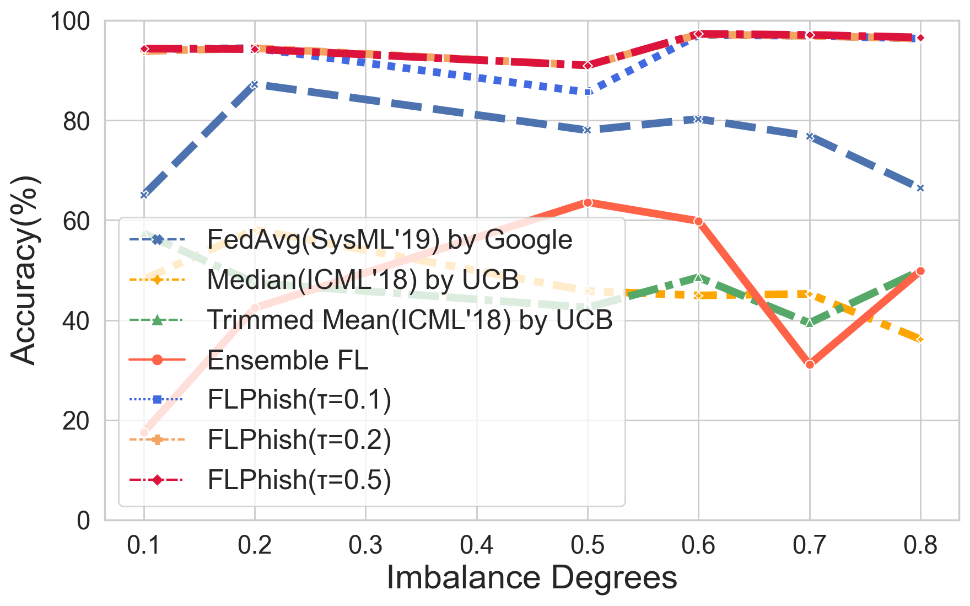 100
80
60
40
20
0
Accuracy(%)
FedAvg(SysML'19) by Google
Median(ICML'18) by UCB
Trimmed Mean(ICML'18) by UCB
Ensemble FL
FLPhish(τ=0.1)
FLPhish(τ=0.2)
FLPhish(τ=0.5)
0.1 0.2 0.3 0.4 0.5 0.6 0.7 0.8
Imbalance Degrees